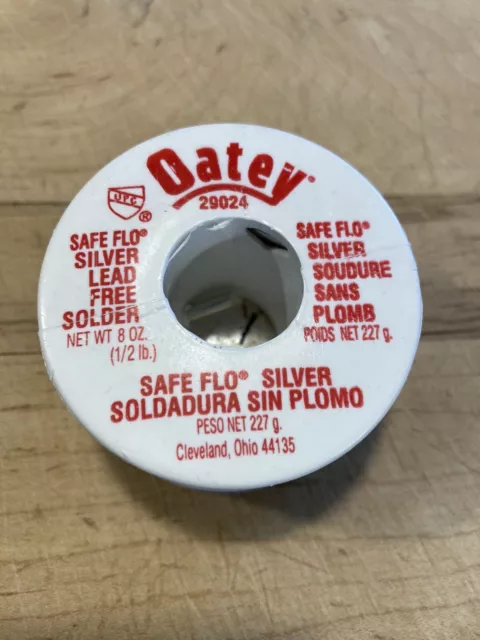 Oatey®
29024
UPC
®
SAFE FLO®
SILVER
LEAD
FREE
SOLDER
NET WT 8 OZ.
(1/2 lb.)
SAFE FLO®
SILVER
SOUDURE
SANS
PLOMB
POIDS NET 227 g.
SAFE FLO® SILVER
SOLDADURA SIN PLOMO
PESO NET 227 g.
Cleveland, Ohio 44135